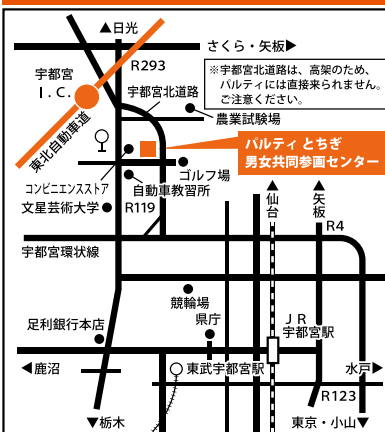 ▲日光
さくら・矢板▶
宇都宮
I.C.
R293
※宇都宮北道路は、高架のため、
パルティには直接来られません。
ご注意ください。
宇都宮北道路
農業試験場
東北自動車道
パルティ とちぎ
男女共同参画センター
ゴルフ場
コンビニエンスストア
自動車教習所
文星芸術大学
R119
▲仙台
▲矢板
R4
宇都宮環状線
競輪場
県庁
足利銀行本店
JR
宇都宮駅
◀鹿沼
東武宇都宮駅
水戸▶
R123
▼栃木
東京・小山▼